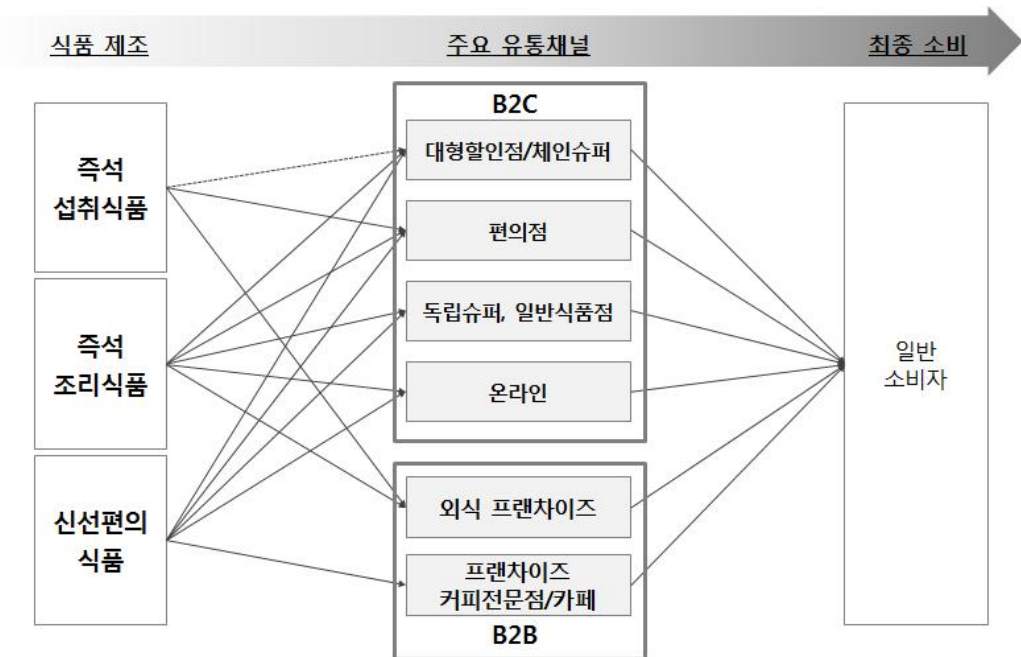 식품 제조
주요 유통채널
최종 소비
즉석
섭취식품
즉석
조리식품
신선편의
식품
B2C
대형할인점/체인슈퍼
편의점
독립슈퍼, 일반식품점
온라인
외식 프랜차이즈
프랜차이즈
커피전문점/카페
B2B
일반
소비자